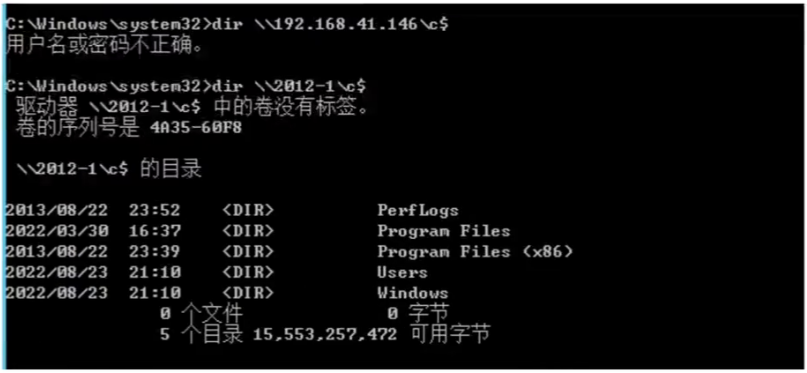 C:\Windows\system32>dir \\192.168.41.146\c$
用户名或密码不正确。
C:\Windows\system32>dir \\2012-1\c$
驱动器 \\2012-1\c$ 中的卷没有标签。
卷的序列号是 4A35-60F8
\\2012-1\c$ 的目录
2013/08/22  23:52    <DIR>          PerfLogs
2022/03/30  16:37    <DIR>          Program Files
2013/08/22  23:39    <DIR>          Program Files (x86)
2022/08/23  21:10    <DIR>          Users
2022/08/23  21:10    <DIR>          Windows
0 个文件              0 字节
5 个目录 15,553,257,472 可用字节